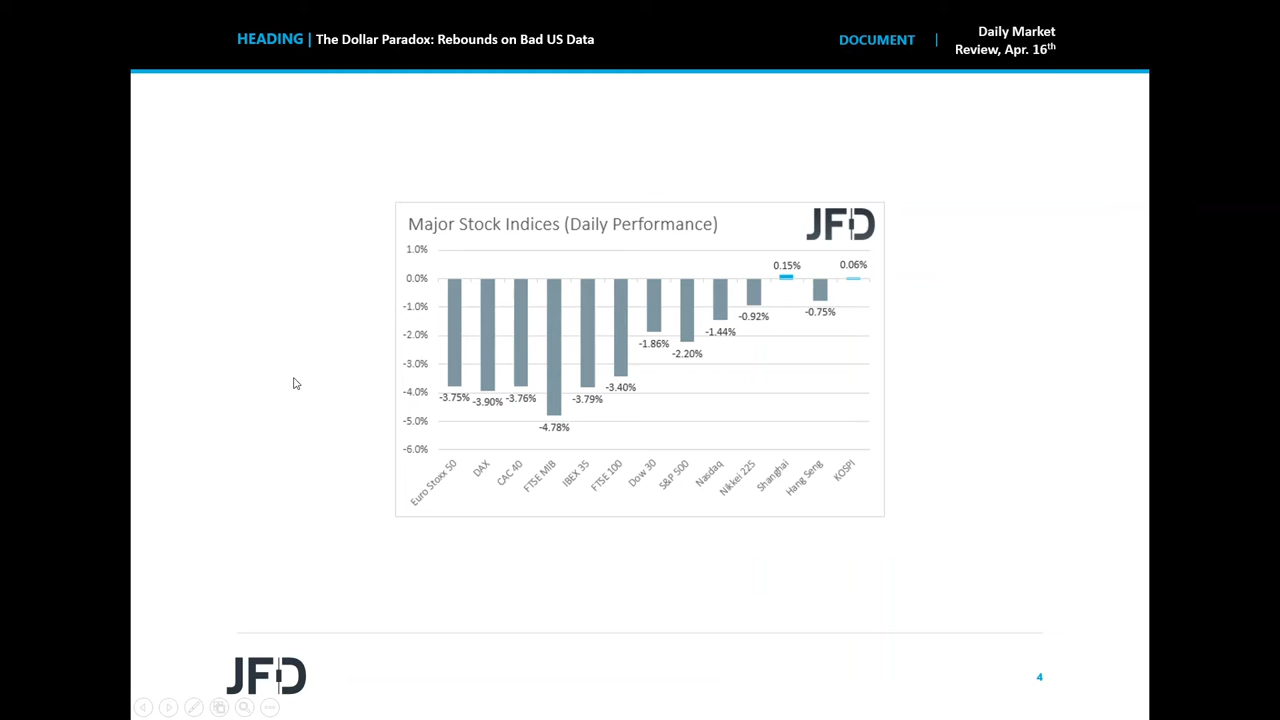 HEADING | The Dollar Paradox: Rebounds on Bad US Data
DOCUMENT | Daily Market
Review, Apr. 16th
Major Stock Indices (Daily Performance)
JFD
1.0%
0.0%
-1.0%
-2.0%
-3.0%
-4.0%
-5.0%
-6.0%
-3.75%
-3.90%
-3.76%
-4.78%
-3.79%
-3.40%
-1.86%
-2.20%
-1.44%
-0.92%
0.15%
-0.75%
0.06%
Euro Stoxx 50
DAX
CAC 40
FTSE MIB
IBEX 35
FTSE 100
Dow 30
S&P 500
Nasdaq
Nikkei 225
Shanghai
Hang Seng
KOSPI
JFD
4